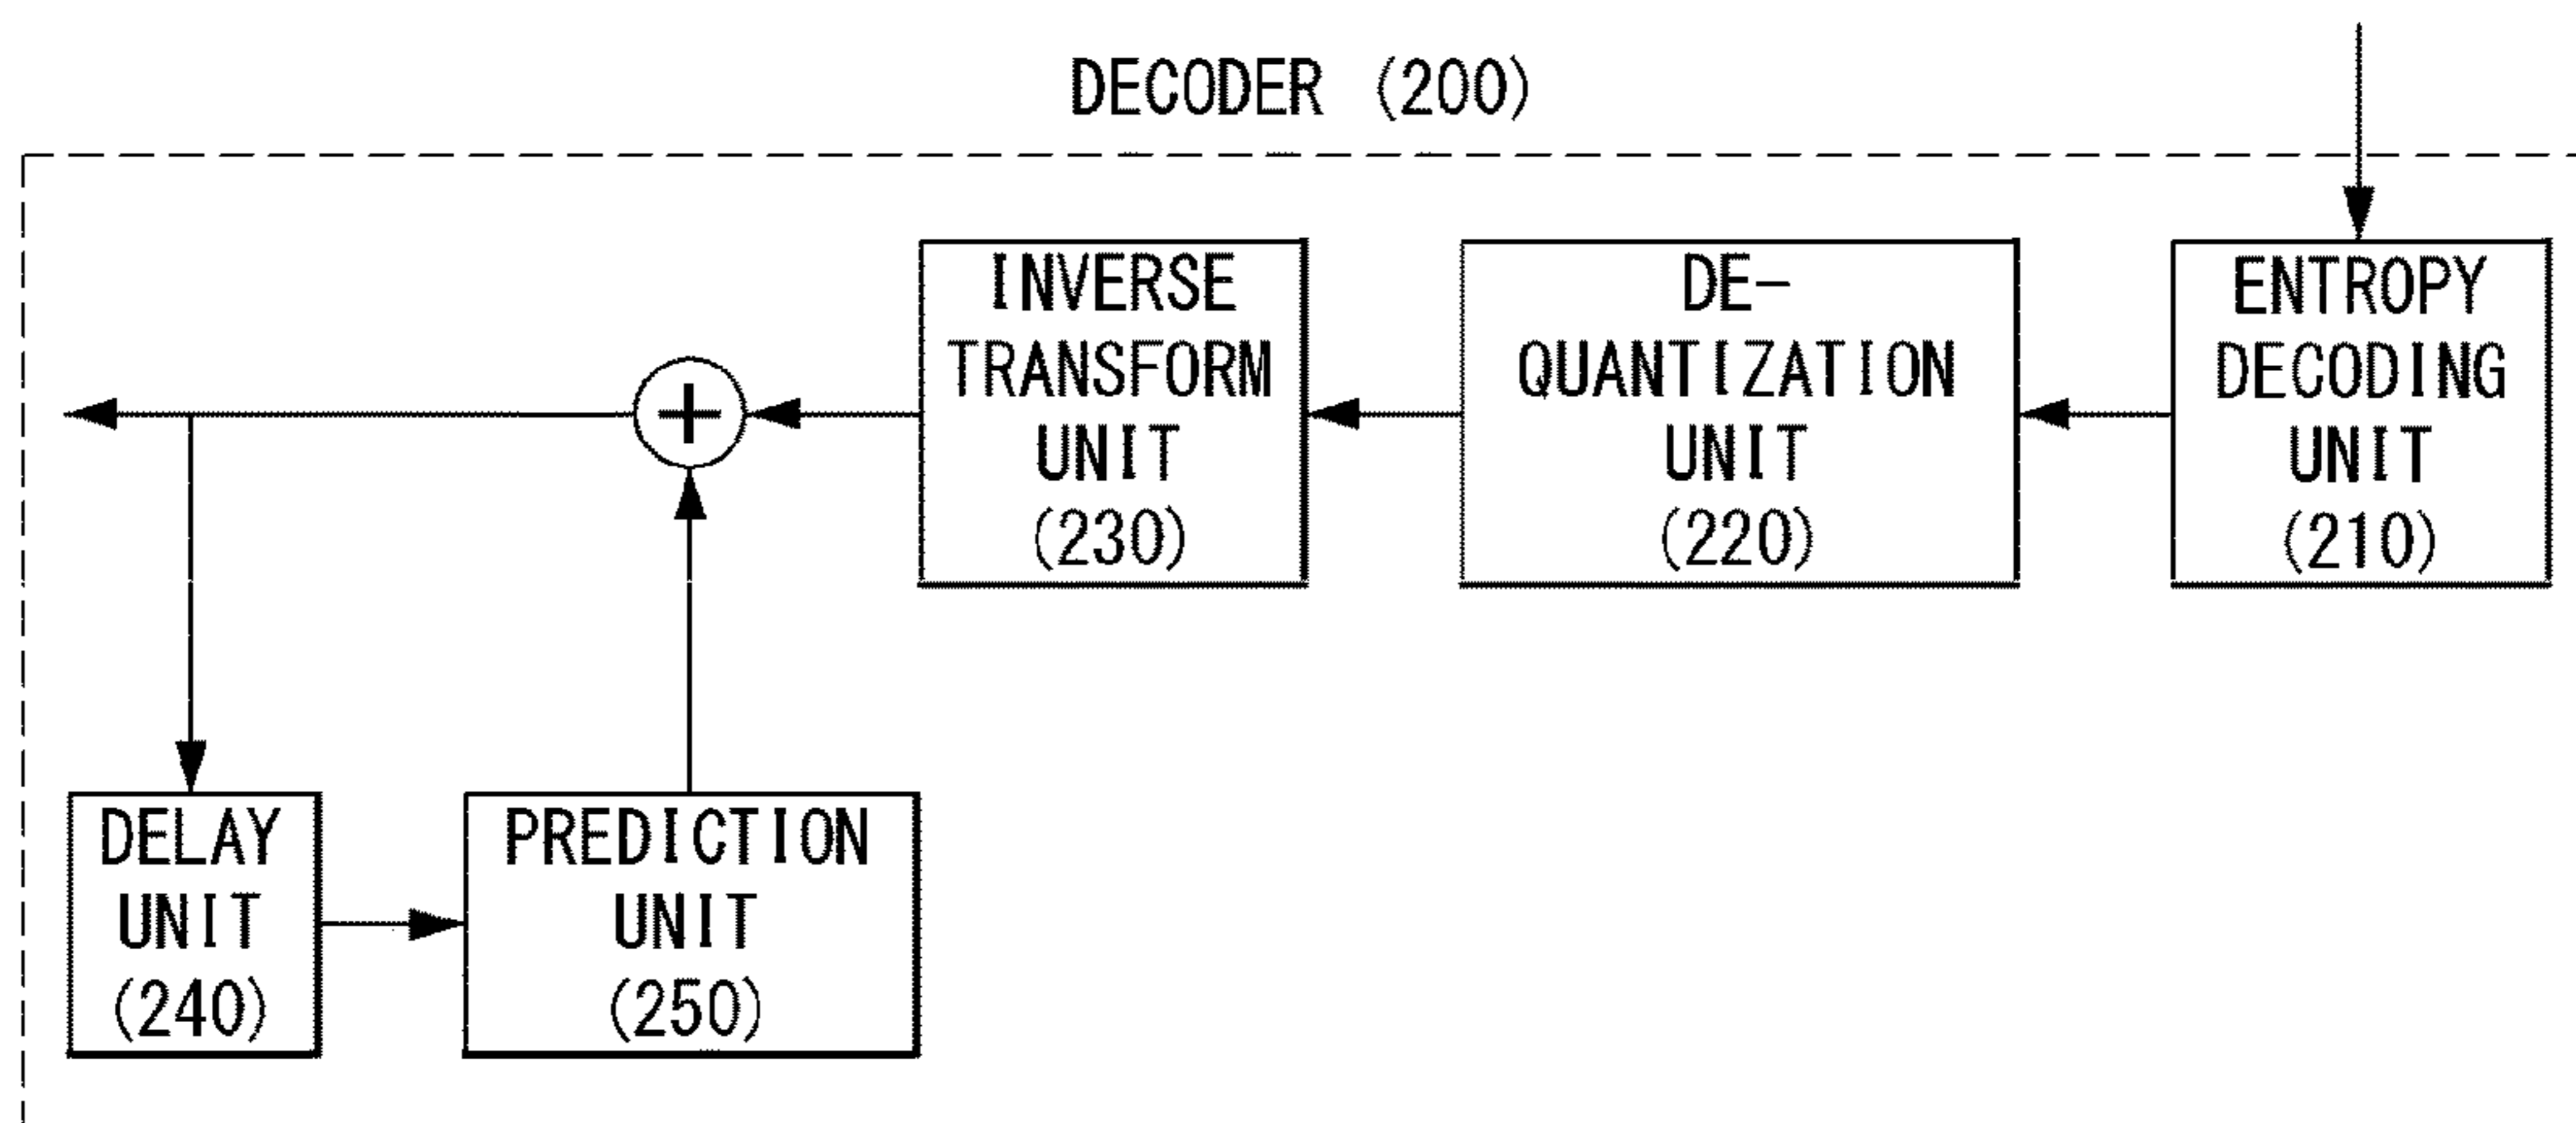 DECODER (200)
INVERSE
TRANSFORM
UNIT
(230)
DE-
QUANTIZATION
UNIT
(220)
ENTROPY
DECODING
UNIT
(210)
+
DELAY
UNIT
(240)
PREDICTION
UNIT
(250)